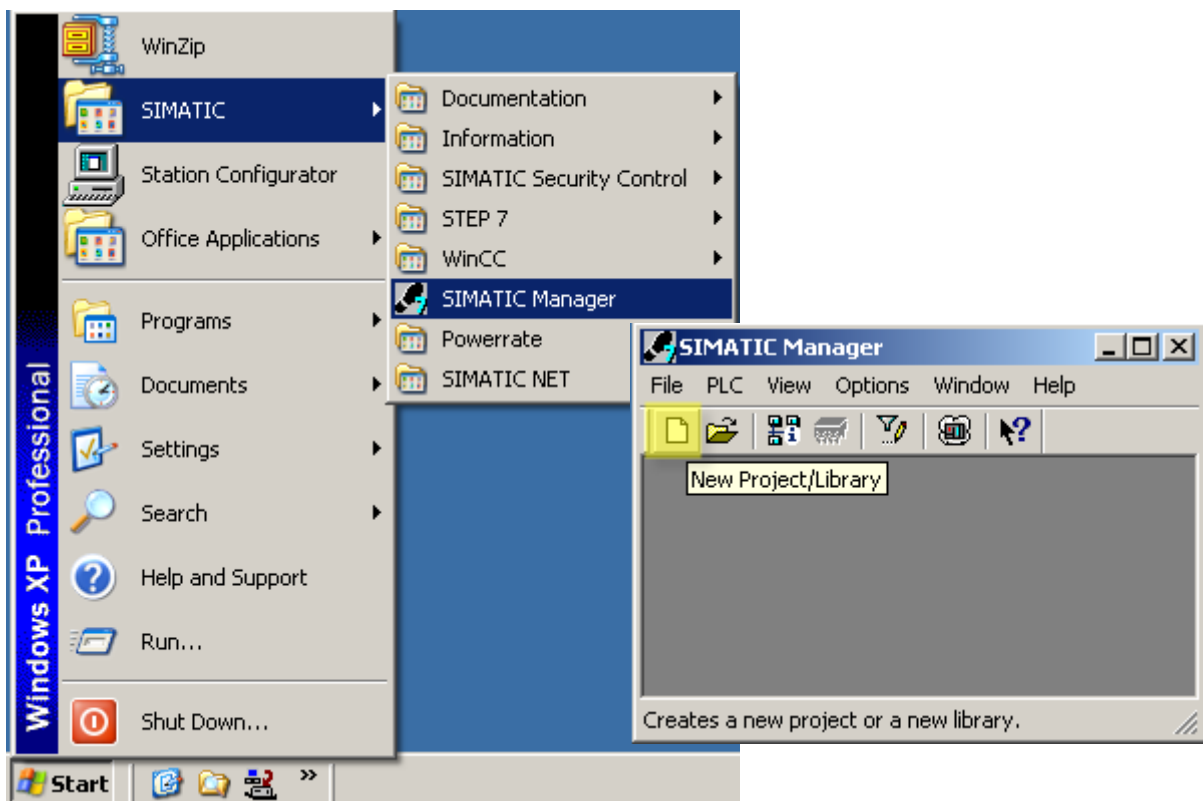 WinZip
SIMATIC
Station Configurator
Office Applications
Programs
Documents
Settings
Search
Help and Support
Run...
Shut Down...
Windows XP Professional
Start
»
Documentation
Information
SIMATIC Security Control
STEP 7
WinCC
SIMATIC Manager
Powerrate
SIMATIC NET
SIMATIC Manager
File PLC View Options Window Help
New Project/Library
Creates a new project or a new library.